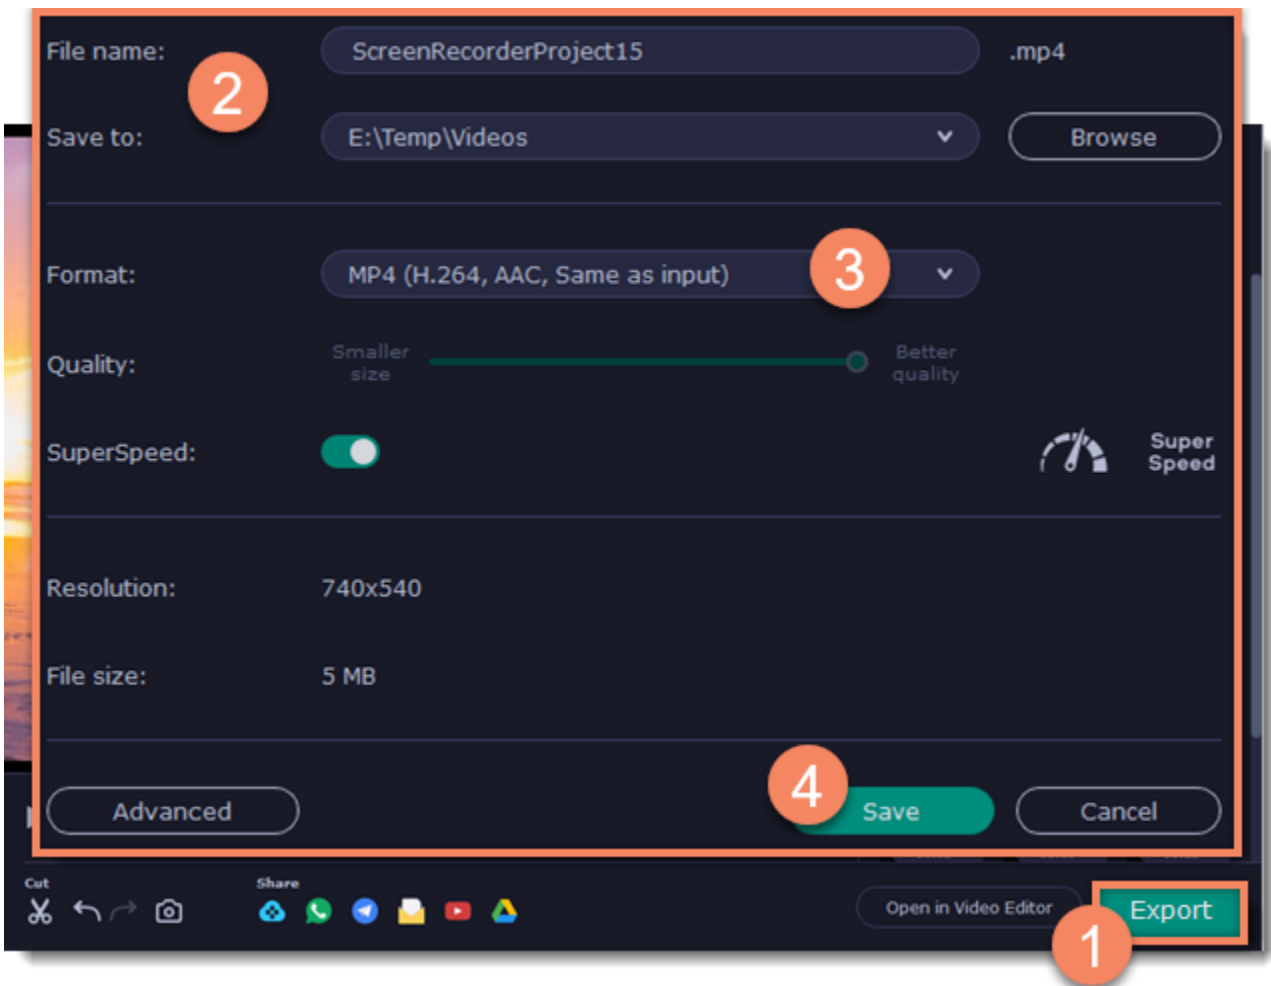 File name:
ScreenRecorderProject15
.mp4
2
Save to:
E:\Temp\Videos
Browse
Format:
MP4 (H.264, AAC, Same as input)
3
Quality:
Smaller
size
Better
quality
SuperSpeed:
Super
Speed
Resolution:
740x540
File size:
5 MB
Advanced
4
Save
Cancel
Cut
Share
Open in Video Editor
1
Export